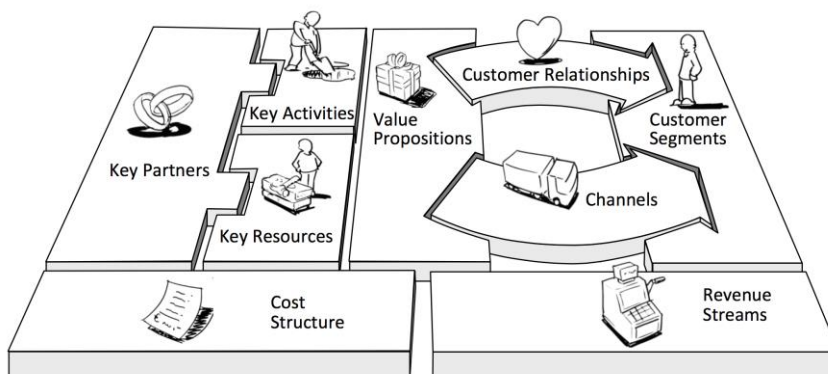 Key Partners
Key Activities
Key Resources
Value
Propositions
Customer Relationships
Channels
Customer
Segments
Cost
Structure
Revenue
Streams